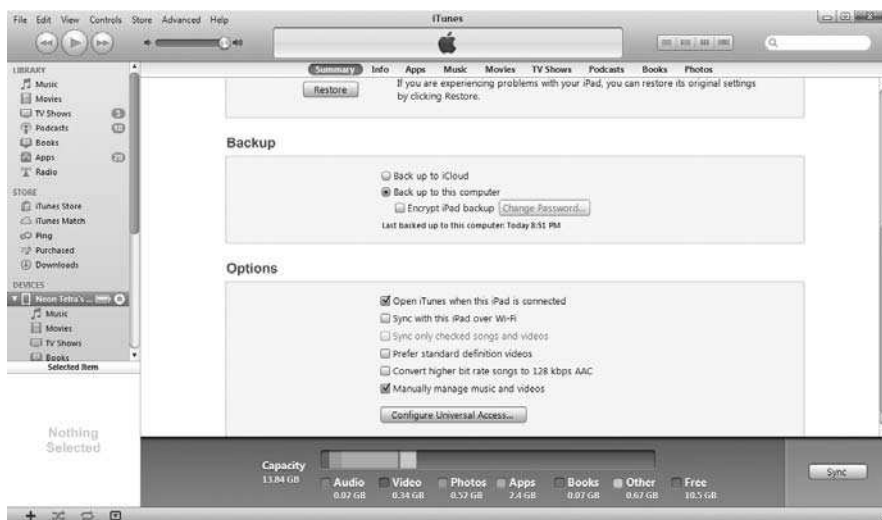 iTunes
File Edit View Controls Store Advanced Help
Summary Info Apps Music Movies TV Shows Podcasts Books Photos
LIBRARY
Music
Movies
TV Shows
Podcasts
Books
Apps
Radio
STORE
iTunes Store
iTunes Match
Ping
Purchased
Downloads
DEVICES
Neon Tetra's ...
Music
Movies
TV Shows
Books
Selected Item
Nothing
Selected
Restore
If you are experiencing problems with your iPad, you can restore its original settings
by clicking Restore.
Backup
Back up to iCloud
Back up to this computer
Encrypt iPad backup Change Password...
Last backed up to this computer: Today 8:51 PM
Options
Open iTunes when this iPad is connected
Sync with this iPad over Wi-Fi
Sync only checked songs and videos
Prefer standard definition videos
Convert higher bit rate songs to 128 kbps AAC
Manually manage music and videos
Configure Universal Access...
Capacity
13.84 GB
Audio Video Photos Apps Books Other Free
0.02 GB 0.34 GB 0.52 GB 2.4 GB 0.07 GB 0.67 GB 10.5 GB
Sync